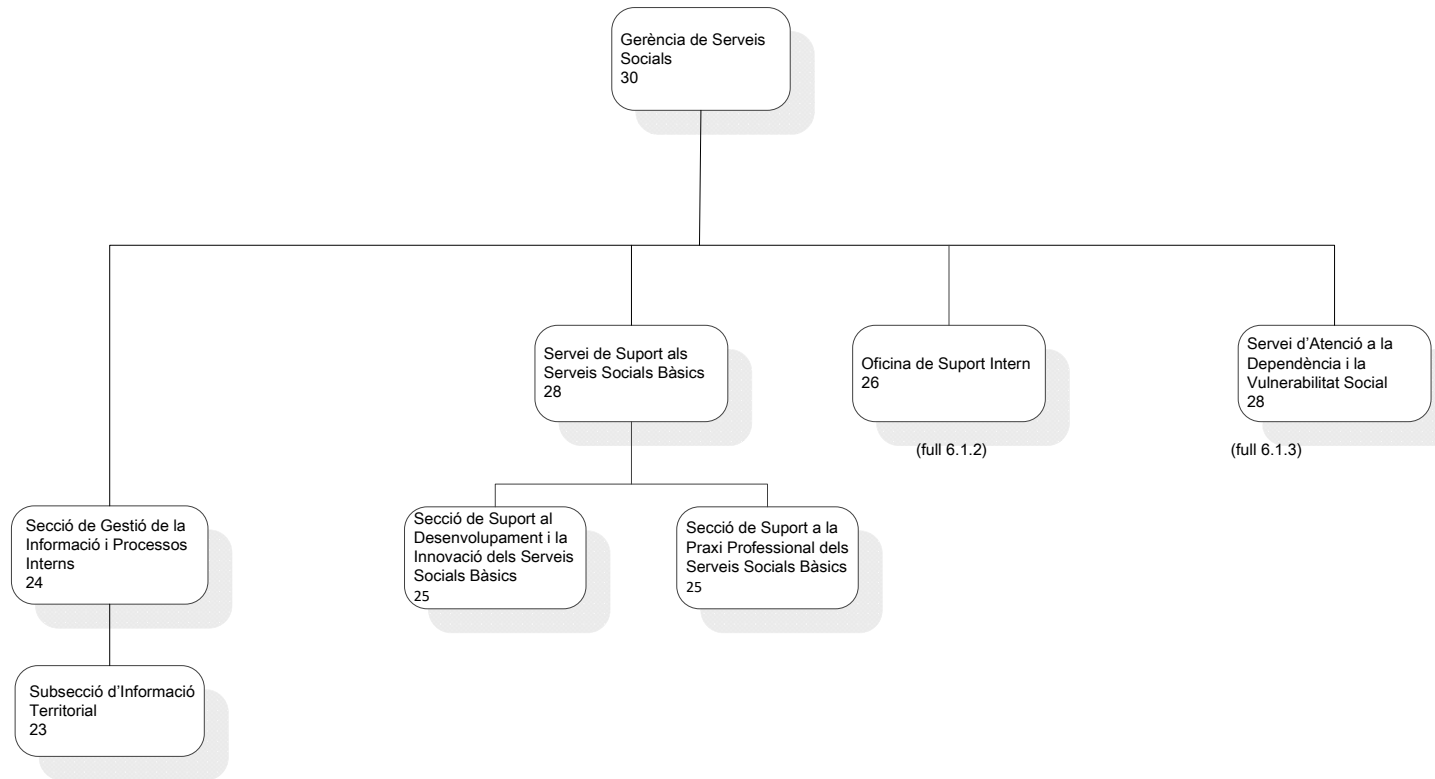 Gerència de Serveis
Socials
30
Servei de Suport als
Serveis Socials Bàsics
28
Oficina de Suport Intern
26
(full 6.1.2)
Servei d'Atenció a la
Dependència i la
Vulnerabilitat Social
28
(full 6.1.3)
Secció de Gestió de la
Informació i Processos
Interns
24
Secció de Suport al
Desenvolupament i la
Innovació dels Serveis
Socials Bàsics
25
Secció de Suport a la
Praxi Professional dels
Serveis Socials Bàsics
25
Subsecció d'Informació
Territorial
23